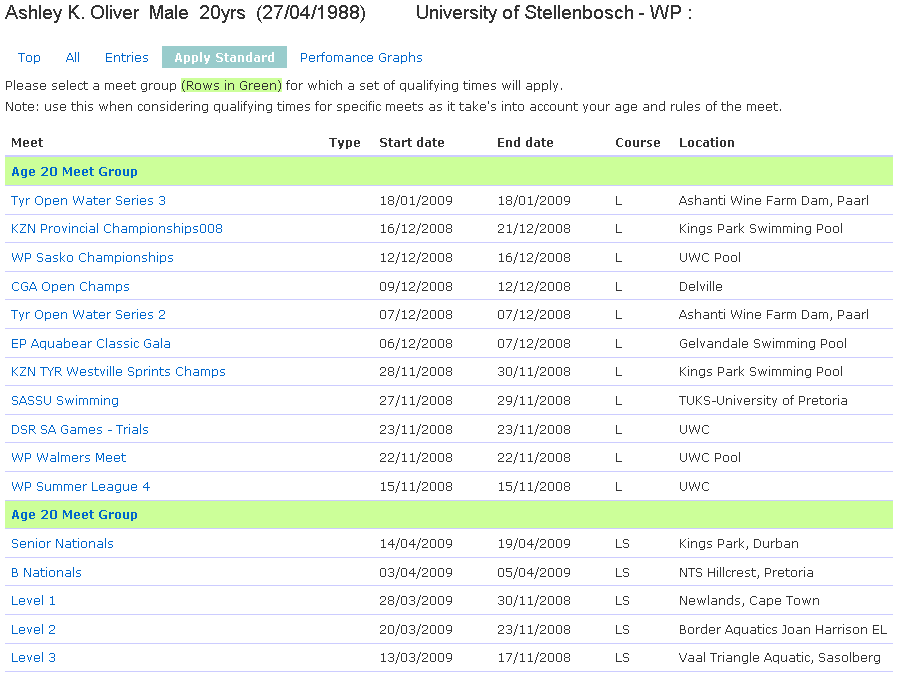 Ashley K. Oliver Male 20yrs (27/04/1988) University of Stellenbosch - WP :
Top All Entries Apply Standard Perfomance Graphs
Please select a meet group (Rows in Green) for which a set of qualifying times will apply.
Note: use this when considering qualifying times for specific meets as it take's into account your age and rules of the meet.
Meet Type Start date End date Course Location
Age 20 Meet Group
Tyr Open Water Series 3 18/01/2009 18/01/2009 L Ashanti Wine Farm Dam, Paarl
KZN Provincial Championships008 16/12/2008 21/12/2008 L Kings Park Swimming Pool
WP Sasko Championships 12/12/2008 16/12/2008 L UWC Pool
CGA Open Champs 09/12/2008 12/12/2008 L Delville
Tyr Open Water Series 2 07/12/2008 07/12/2008 L Ashanti Wine Farm Dam, Paarl
EP Aquabear Classic Gala 06/12/2008 07/12/2008 L Gelvandale Swimming Pool
KZN TYR Westville Sprints Champs 28/11/2008 30/11/2008 L Kings Park Swimming Pool
SASSU Swimming 27/11/2008 29/11/2008 L TUKS-University of Pretoria
DSR SA Games - Trials 23/11/2008 23/11/2008 L UWC
WP Walmers Meet 22/11/2008 22/11/2008 L UWC Pool
WP Summer League 4 15/11/2008 15/11/2008 L UWC
Age 20 Meet Group
Senior Nationals 14/04/2009 19/04/2009 LS Kings Park, Durban
B Nationals 03/04/2009 05/04/2009 LS NTS Hillcrest, Pretoria
Level 1 28/03/2009 30/11/2008 LS Newlands, Cape Town
Level 2 20/03/2009 23/11/2008 LS Border Aquatics Joan Harrison EL
Level 3 13/03/2009 17/11/2008 LS Vaal Triangle Aquatic, Sasolberg